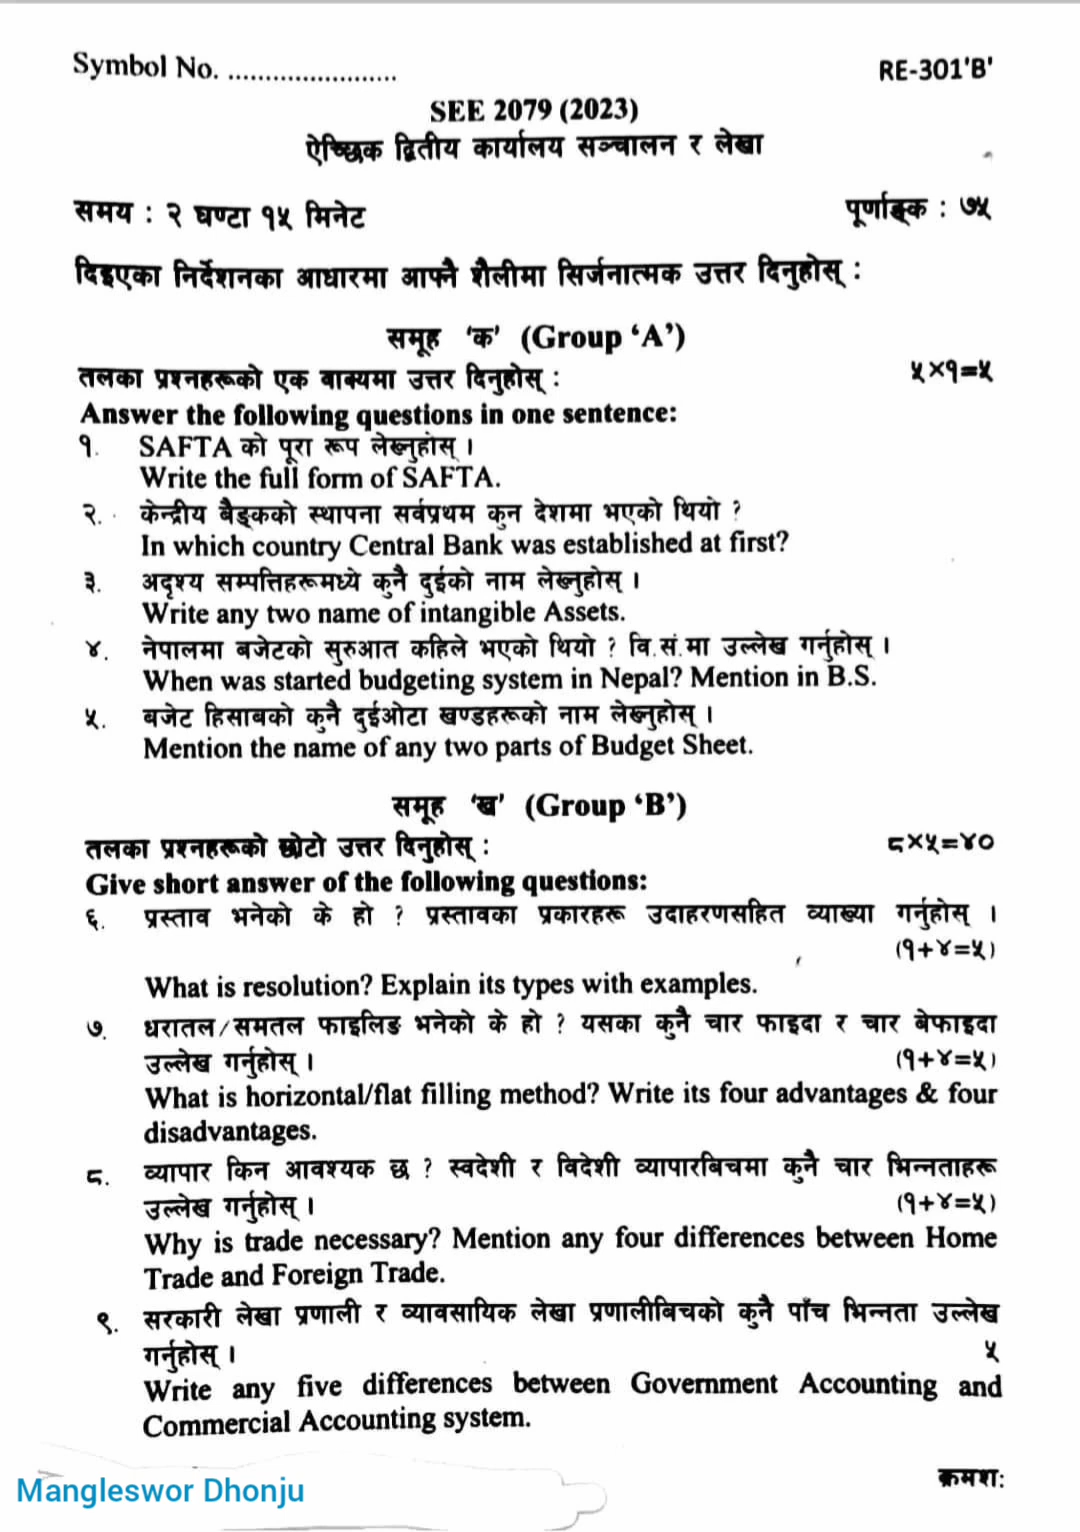 Symbol No. .......................
RE-301'B'
SEE 2079 (2023)
ऐच्छिक द्वितीय कार्यालय सञ्चालन र लेखा
समय : २ घण्टा १५ मिनेट
पूर्णाङ्क : ७५
दिइएका निर्देशनका आधारमा आफ्नै शैलीमा सिर्जनात्मक उत्तर दिनुहोस् :
समूह 'क' (Group 'A')
तलका प्रश्नहरूको एक वाक्यमा उत्तर दिनुहोस् : ५×१=५
Answer the following questions in one sentence:
१. SAFTA को पूरा रूप लेख्नुहोस् ।
Write the full form of SAFTA.
२. केन्द्रीय बैङ्कको स्थापना सर्वप्रथम कुन देशमा भएको थियो ?
In which country Central Bank was established at first?
३. अदृश्य सम्पत्तिहरूमध्ये कुनै दुईको नाम लेख्नुहोस् ।
Write any two name of intangible Assets.
४. नेपालमा बजेटको सुरुआत कहिले भएको थियो ? वि.सं.मा उल्लेख गर्नुहोस् ।
When was started budgeting system in Nepal? Mention in B.S.
५. बजेट हिसाबको कुनै दुईओटा खण्डहरूको नाम लेख्नुहोस् ।
Mention the name of any two parts of Budget Sheet.
समूह 'ख' (Group 'B')
तलका प्रश्नहरूको छोटो उत्तर दिनुहोस् : ८×५=४०
Give short answer of the following questions:
६. प्रस्ताव भनेको के हो ? प्रस्तावका प्रकारहरू उदाहरणसहित व्याख्या गर्नुहोस् ।
(१+४=५)
What is resolution? Explain its types with examples.
७. धरातल/समतल फाइलिङ भनेको के हो ? यसका कुनै चार फाइदा र चार बेफाइदा
उल्लेख गर्नुहोस् । (१+४=५)
What is horizontal/flat filling method? Write its four advantages & four
disadvantages.
८. व्यापार किन आवश्यक छ ? स्वदेशी र विदेशी व्यापारबिचमा कुनै चार भिन्नताहरू
उल्लेख गर्नुहोस् । (१+४=५)
Why is trade necessary? Mention any four differences between Home
Trade and Foreign Trade.
९. सरकारी लेखा प्रणाली र व्यावसायिक लेखा प्रणालीबिचको कुनै पाँच भिन्नता उल्लेख
गर्नुहोस् । ५
Write any five differences between Government Accounting and
Commercial Accounting system.
क्रमश:
Mangleswor Dhonju